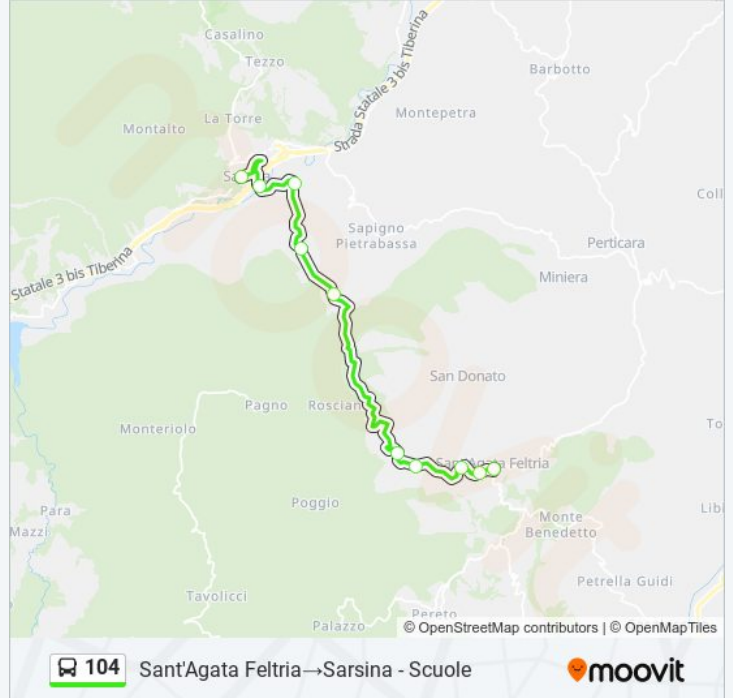 Casalino
Tezzo
Strada Statale 3 bis Tiberina
Barbotto
Montepetra
La Torre
Montalto
Coll
Sapigno
Pietrabassa
Perticara
Statale 3 bis Tiberina
Miniera
San Donato
Pagno
Rosciano
Monteriolo
To
Sant'Agata Feltria
Poggio
Para
Mazzi
Libi
Monte
Benedetto
Petrella Guidi
Tavolicci
Pereto
Palazzo
© OpenStreetMap contributors | © OpenMapTiles
104 Sant'Agata Feltria→Sarsina - Scuole
moovit